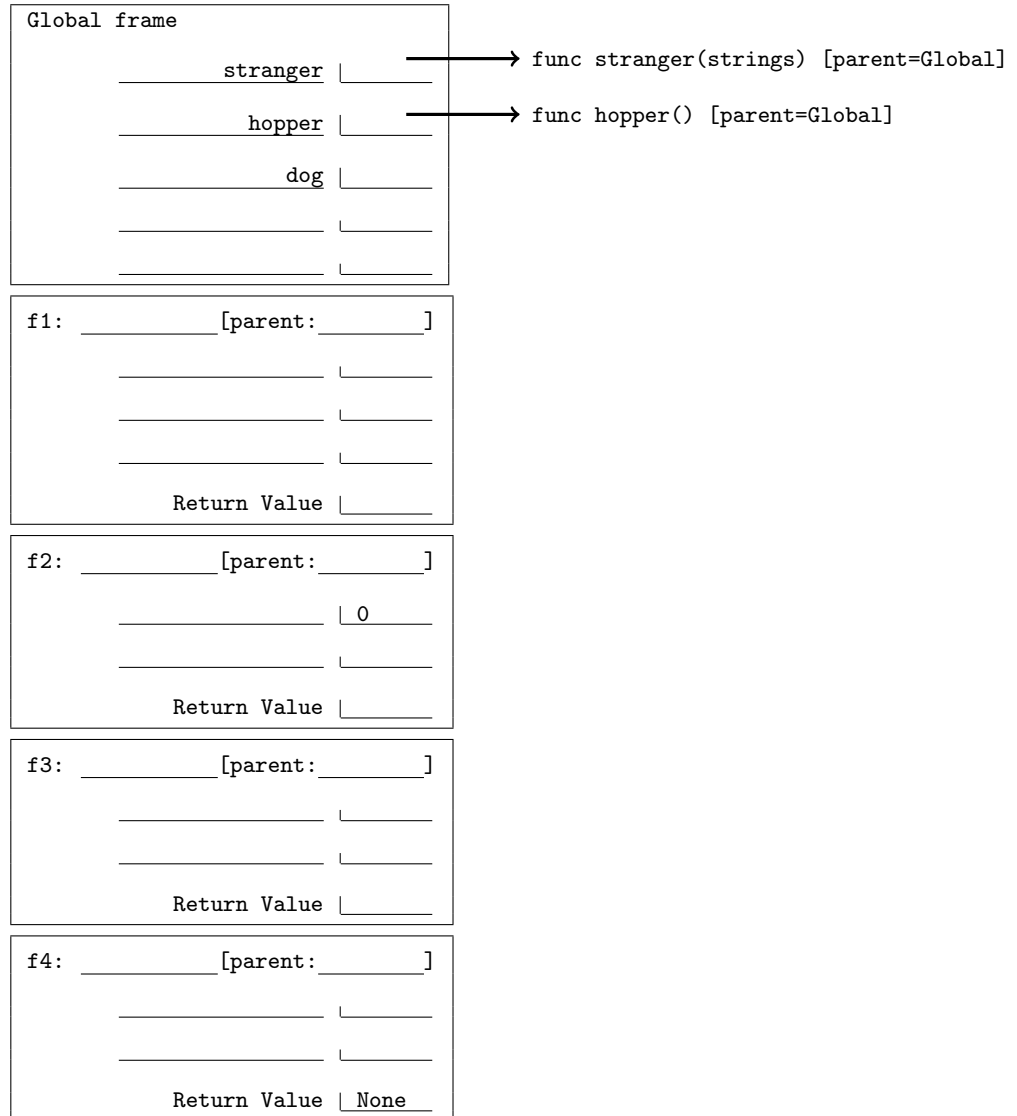 Global frame
stranger
func stranger(strings) [parent=Global]
hopper
func hopper() [parent=Global]
dog
f1: [parent: ]
Return Value
f2: [parent: ]
0
Return Value
f3: [parent: ]
Return Value
f4: [parent: ]
Return Value None